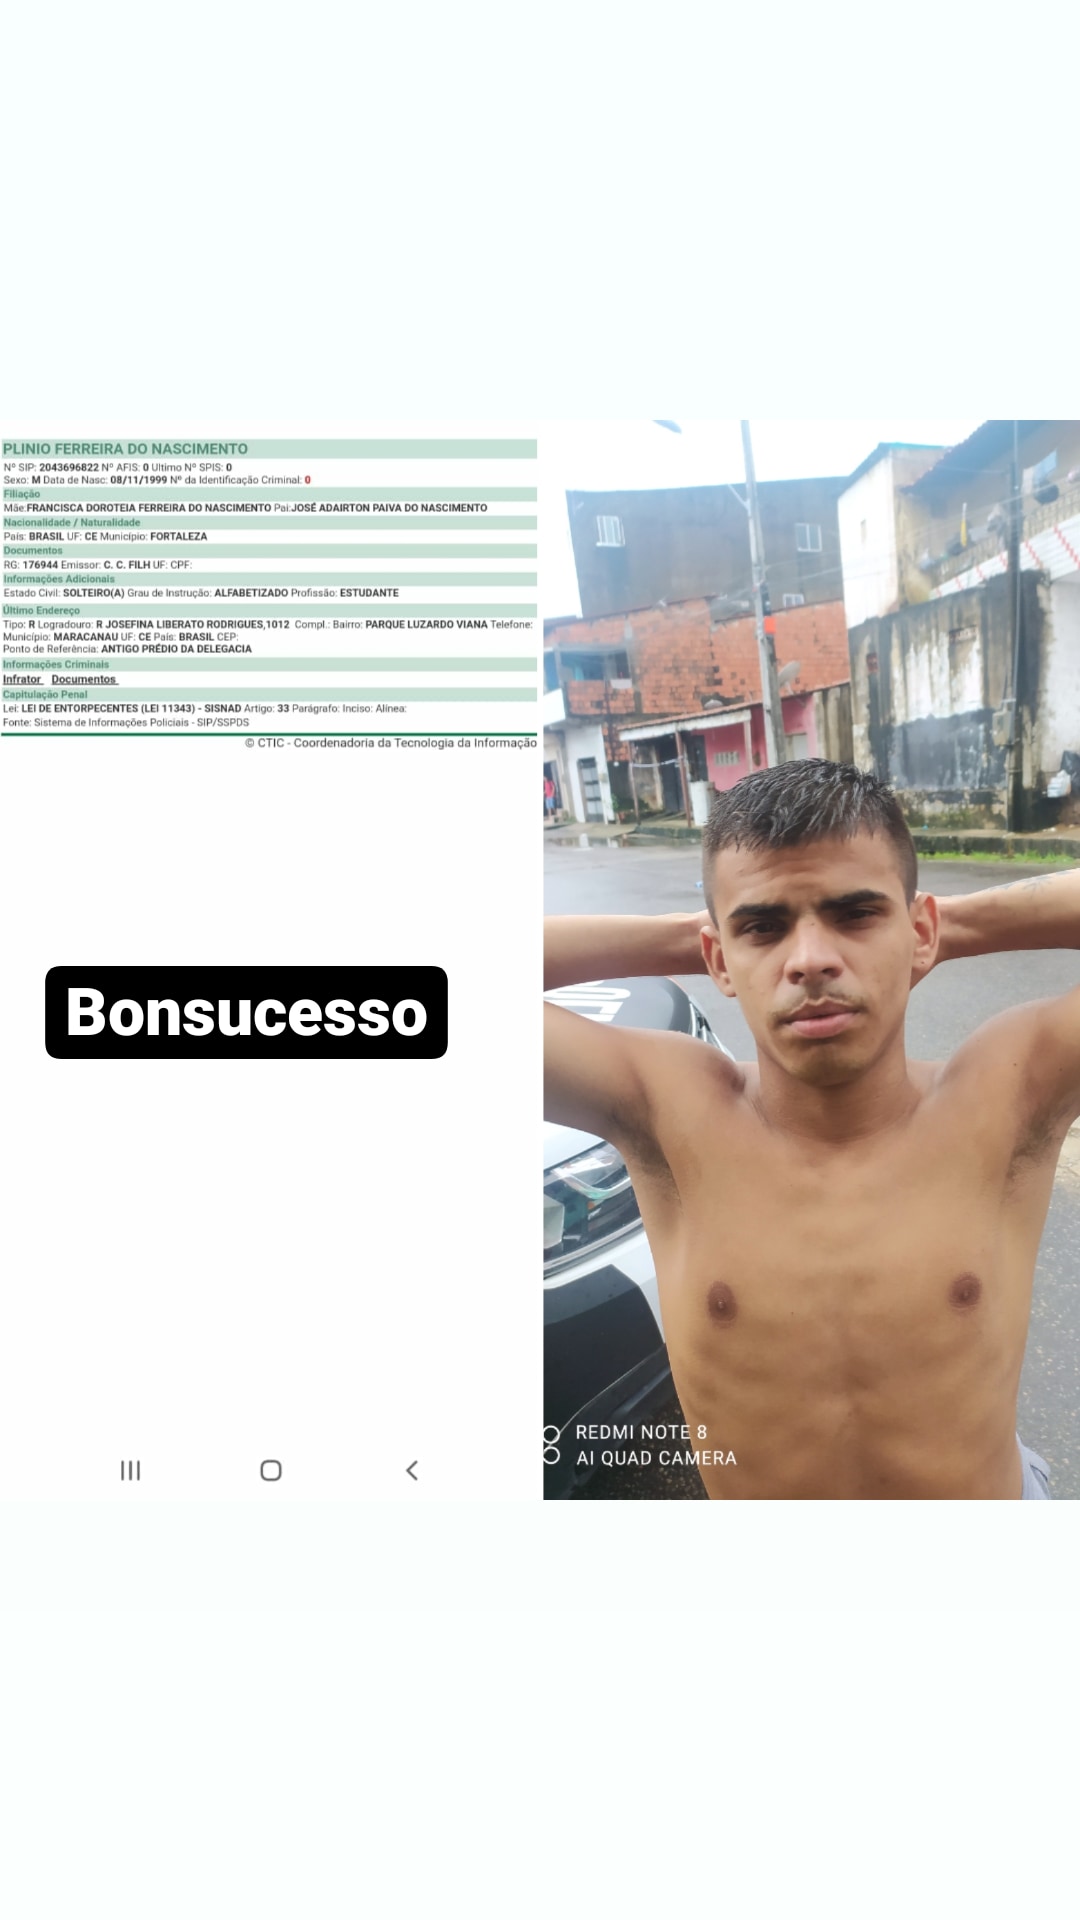 PLINIO FERREIRA DO NASCIMENTO
Nº SIP: 2043696822 Nº AFIS: 0 Ultimo Nº SPIS: 0
Sexo: M Data de Nasc: 08/11/1999 Nº da Identificação Criminal: 0
Filiação
Mãe:FRANCISCA DOROTEIA FERREIRA DO NASCIMENTO Pai:JOSÉ ADAIRTON PAIVA DO NASCIMENTO
Nacionalidade / Naturalidade
País: BRASIL UF: CE Município: FORTALEZA
Documentos
RG: 176944 Emissor: C. C. FILH UF: CPF:
Informações Adicionais
Estado Civil: SOLTEIRO(A) Grau de Instrução: ALFABETIZADO Profissão: ESTUDANTE
Último Endereço
Tipo: R Logradouro: R JOSEFINA LIBERATO RODRIGUES,1012 Compl.: Bairro: PARQUE LUZARDO VIANA Telefone:
Município: MARACANAU UF: CE País: BRASIL CEP:
Ponto de Referência: ANTIGO PRÉDIO DA DELEGACIA
Informações Criminais
Infrator Documentos
Capitulação Penal
Lei: LEI DE ENTORPECENTES (LEI 11343) - SISNAD Artigo: 33 Parágrafo: Inciso: Alínea:
Fonte: Sistema de Informações Policiais - SIP/SSPDS
© CTIC - Coordenadoria da Tecnologia da Informação
Bonsucesso
REDMI NOTE 8
AI QUAD CAMERA